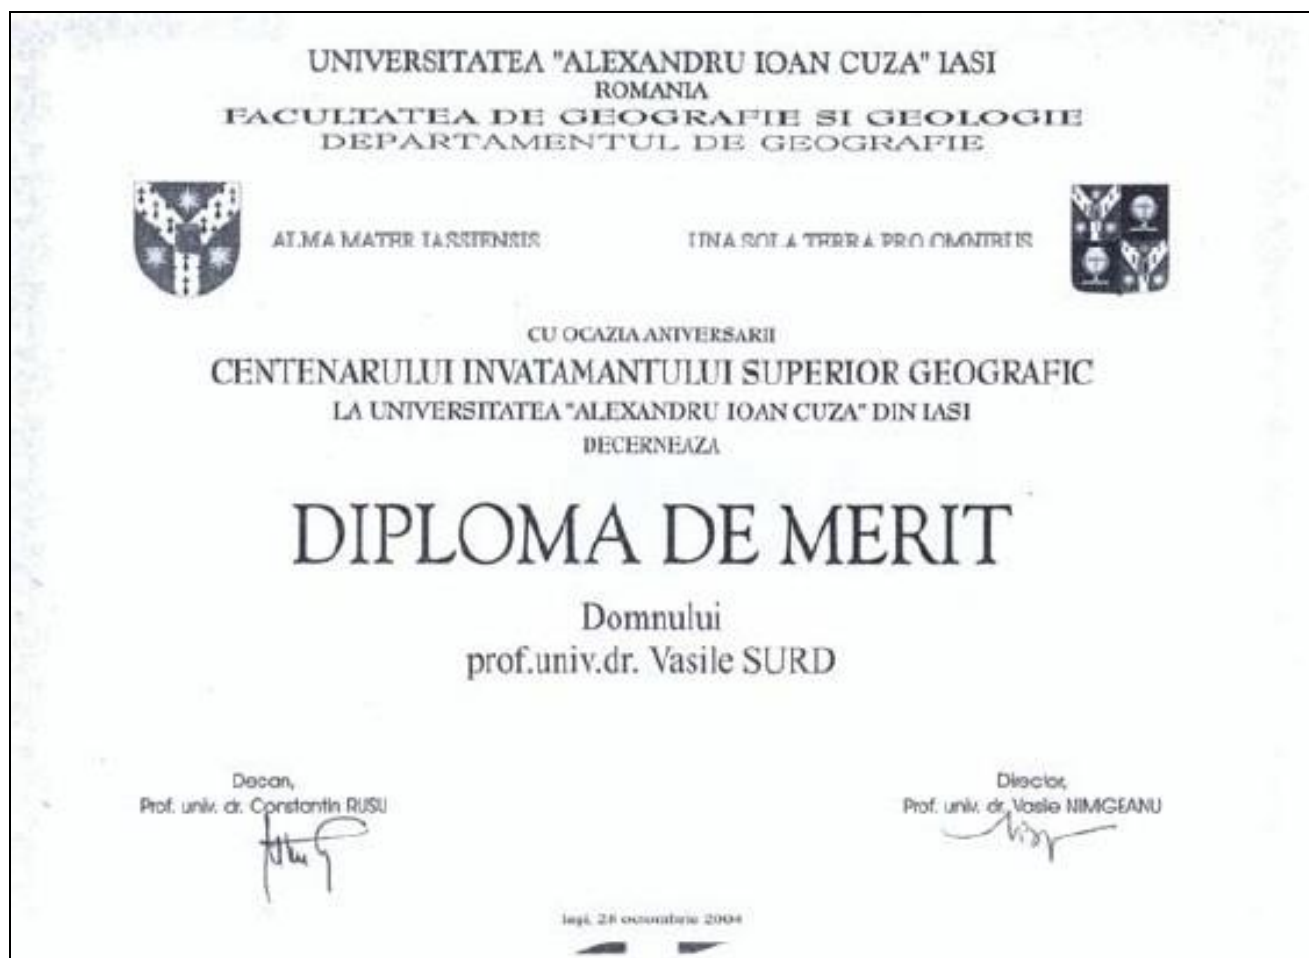 UNIVERSITATEA "ALEXANDRU IOAN CUZA" IASI
ROMANIA
FACULTATEA DE GEOGRAFIE SI GEOLOGIE
DEPARTAMENTUL DE GEOGRAFIE
ALMA MATER IASSIENSIS
UNA SOLA TERRA PRO OMNIBUS
CU OCAZIA ANIVERSARII
CENTENARULUI INVATAMANTULUI SUPERIOR GEOGRAFIC
LA UNIVERSITATEA "ALEXANDRU IOAN CUZA" DIN IASI
DECERNEAZA
DIPLOMA DE MERIT
Domnului
prof.univ.dr. Vasile SURD
Decan,
Prof. univ. dr. Constantin RUSU
Director,
Prof. univ. dr. Vasile NIMIGEANU
Iaşi, octombrie 2004